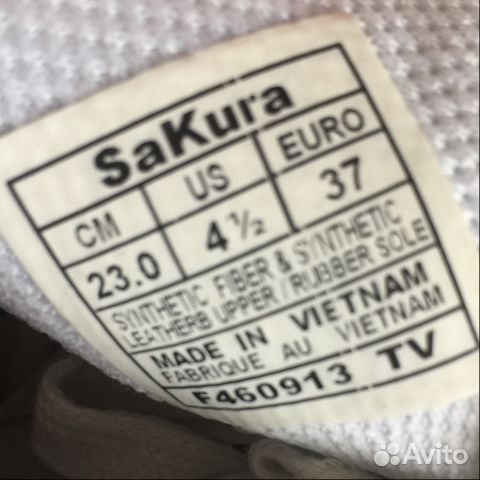 SaKura
CM US EURO
23.0 4 ½ 37
SYNTHETIC FIBER & SYNTHETIC
LEATHERB UPPER / RUBBER SOLE
MADE IN VIETNAM
FABRIQUE AU VIETNAM
F460913 TV
Avito